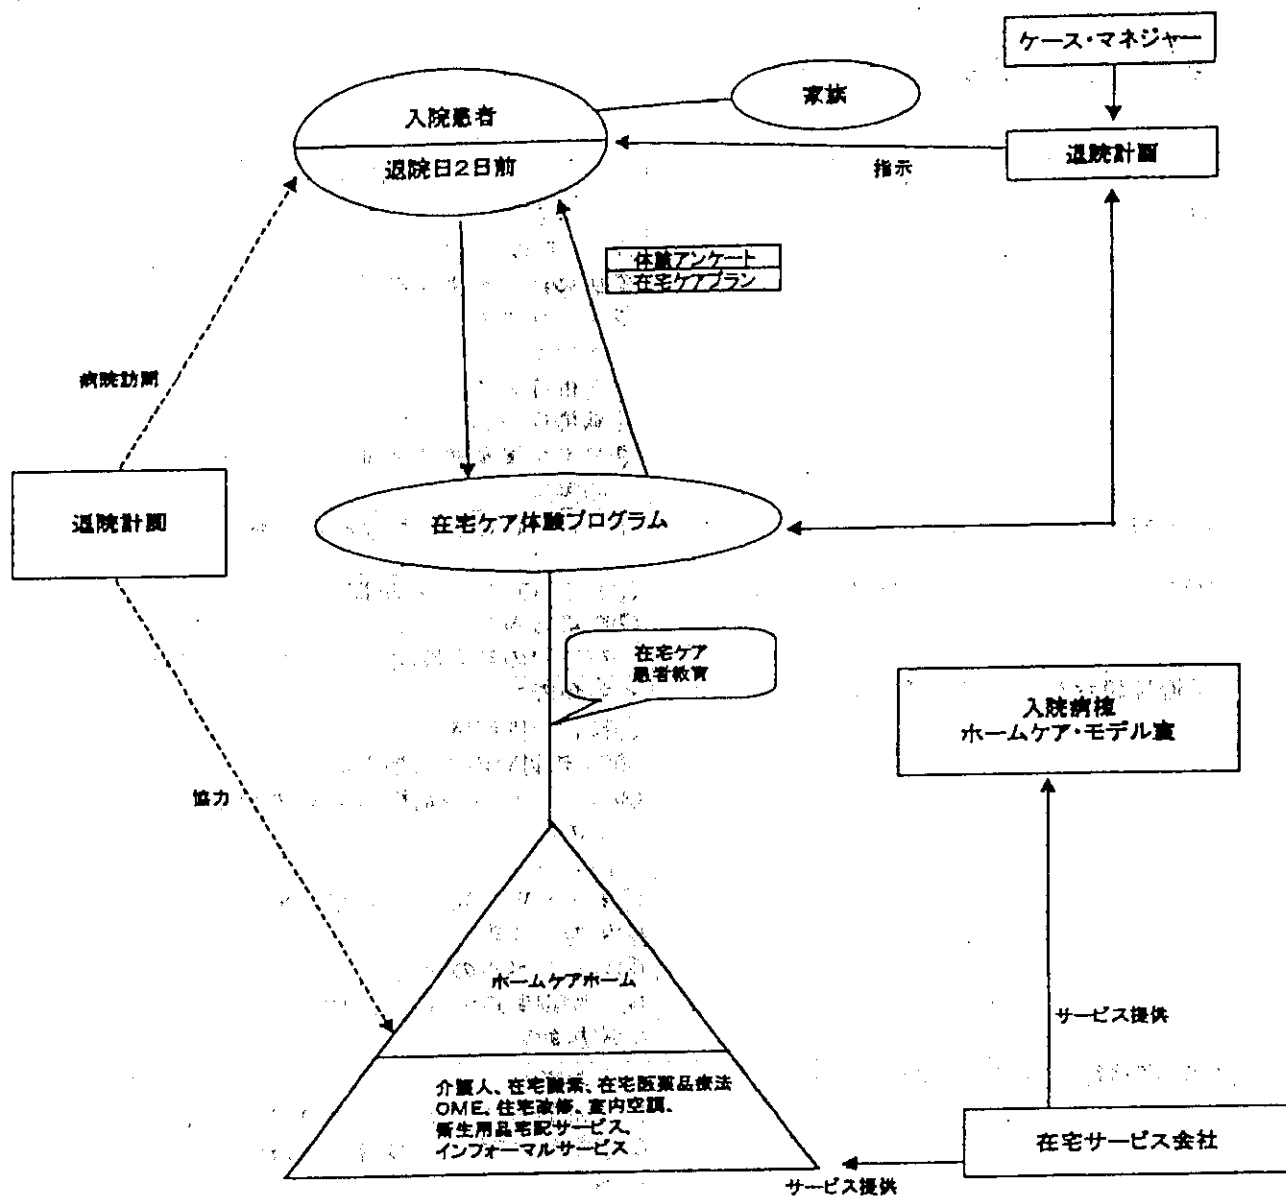 ケース・マネジャー
家族
入院患者
退院日2日前
退院計画
指示
体験アンケート
在宅ケアプラン
病院訪問
退院計画
在宅ケア体験プログラム
在宅ケア
患者教育
入院病棟
ホームケア・モデル室
協力
ホームケアホーム
サービス提供
介護人、在宅酸素、在宅医薬品療法
OME、住宅改修、室内空調、
衛生用品宅配サービス、
インフォーマルサービス
在宅サービス会社
サービス提供